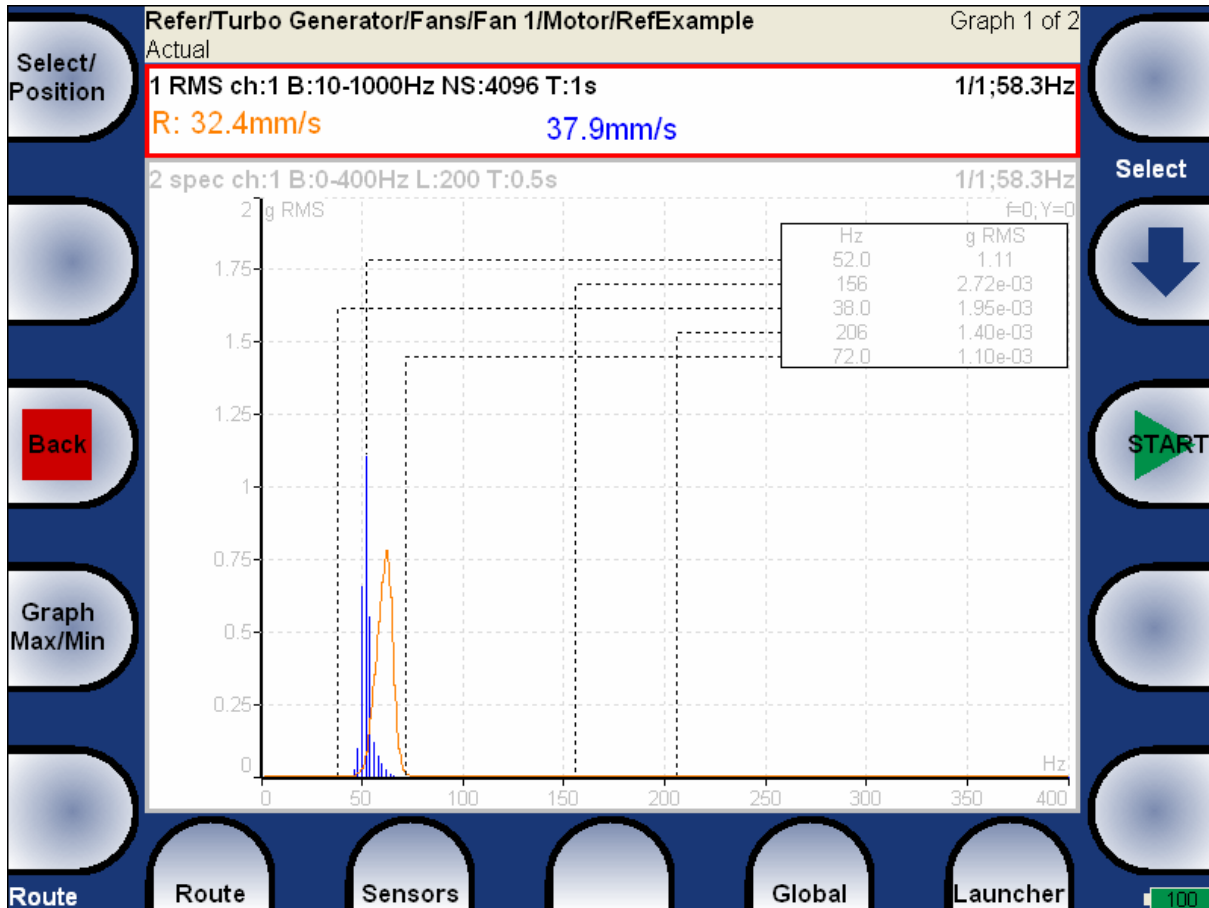 Refer/Turbo Generator/Fans/Fan 1/Motor/RefExample Graph 1 of 2
Actual
Select/
Position
1 RMS ch:1 B:10-1000Hz NS:4096 T:1s 1/1;58.3Hz
R: 32.4mm/s 37.9mm/s
2 spec ch:1 B:0-400Hz L:200 T:0.5s 1/1;58.3Hz
Select
2 g RMS f=0;Y=0
Hz g RMS
52.0 1.11
156 2.72e-03
38.0 1.95e-03
206 1.40e-03
72.0 1.10e-03
1.75
1.5
1.25
1
0.75
0.5
0.25
0
Hz
0 50 100 150 200 250 300 350 400
Back
START
Graph
Max/Min
Route
Route Sensors Global Launcher
100